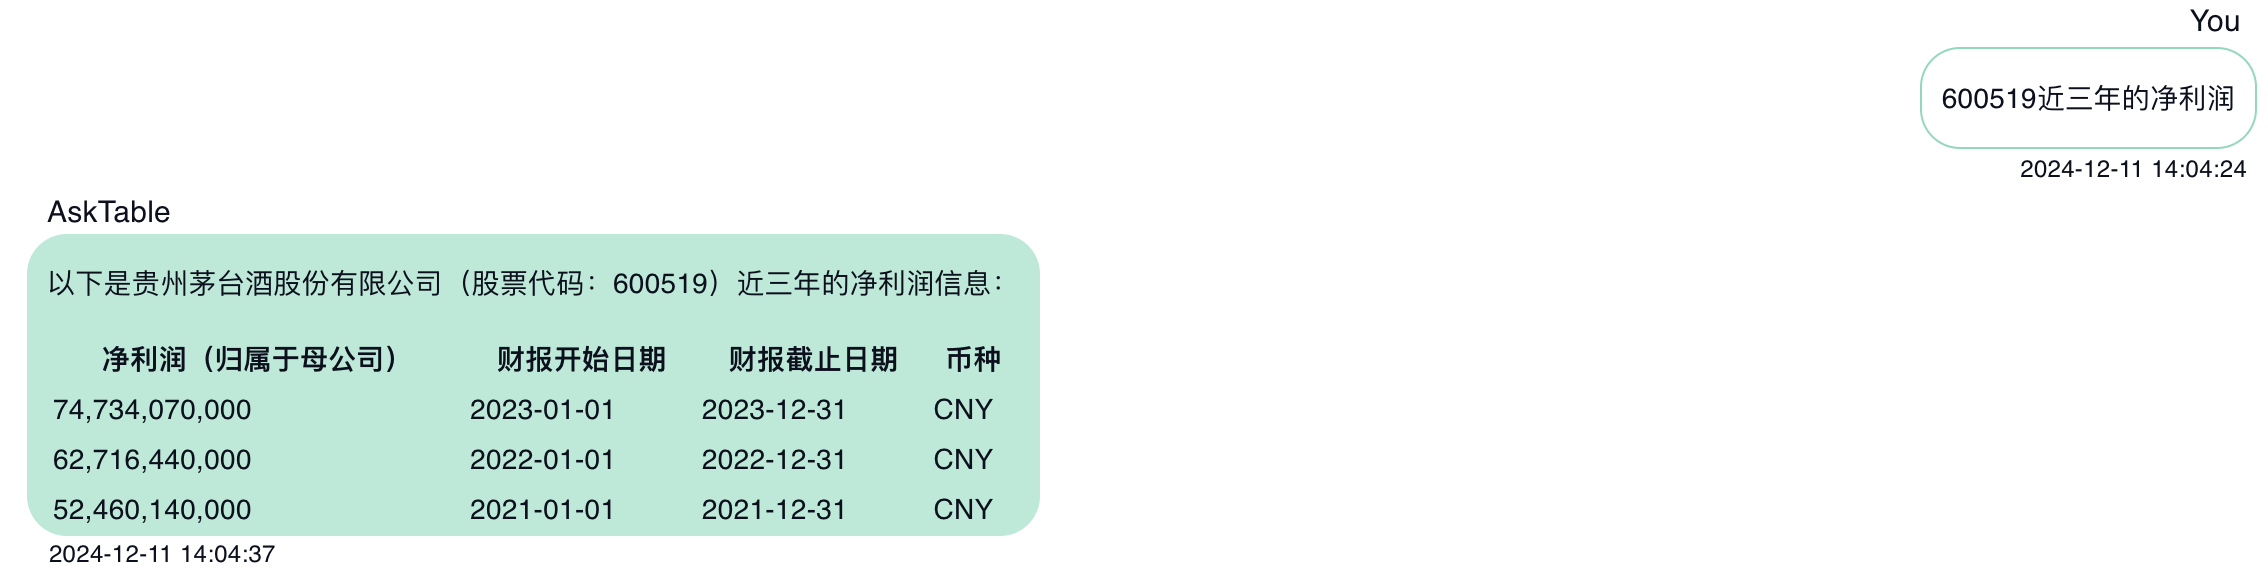 You
600519近三年的净利润
2024-12-11 14:04:24
AskTable
以下是贵州茅台酒股份有限公司（股票代码：600519）近三年的净利润信息：
净利润（归属于母公司） 财报开始日期 财报截止日期 币种
74,734,070,000 2023-01-01 2023-12-31 CNY
62,716,440,000 2022-01-01 2022-12-31 CNY
52,460,140,000 2021-01-01 2021-12-31 CNY
2024-12-11 14:04:37